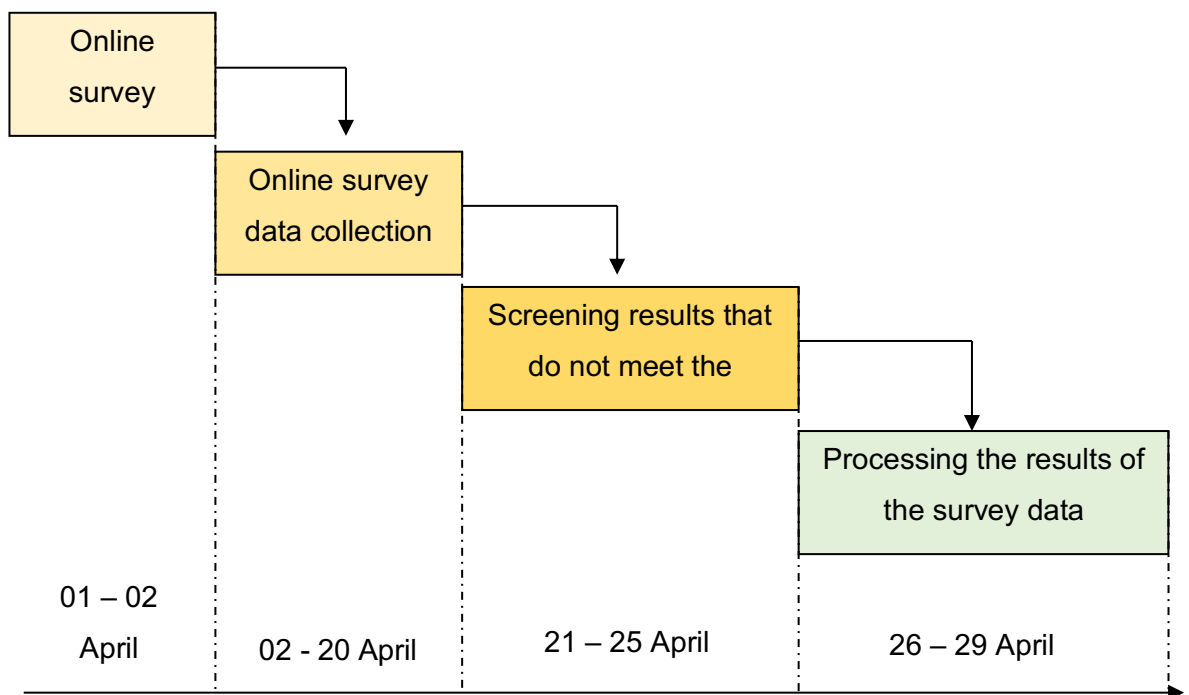 Online
survey
Online survey
data collection
Screening results that
do not meet the
Processing the results of
the survey data
01 – 02
April
02 - 20 April
21 – 25 April
26 – 29 April